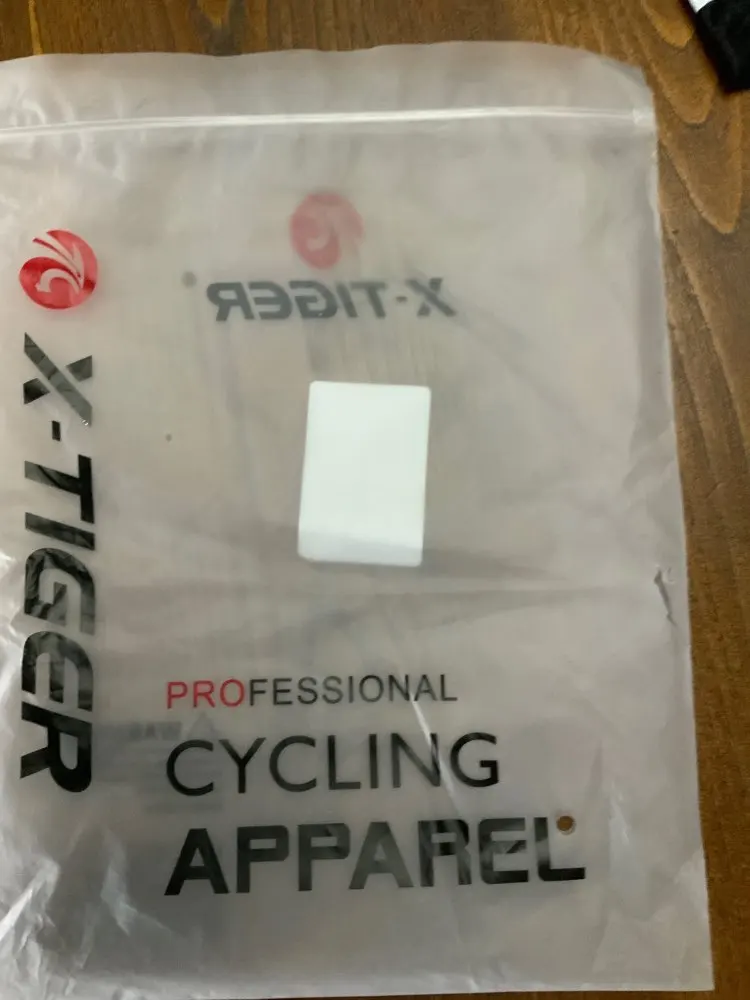 X-TIGER
X-TIGER
PROFESSIONAL
CYCLING
APPAREL